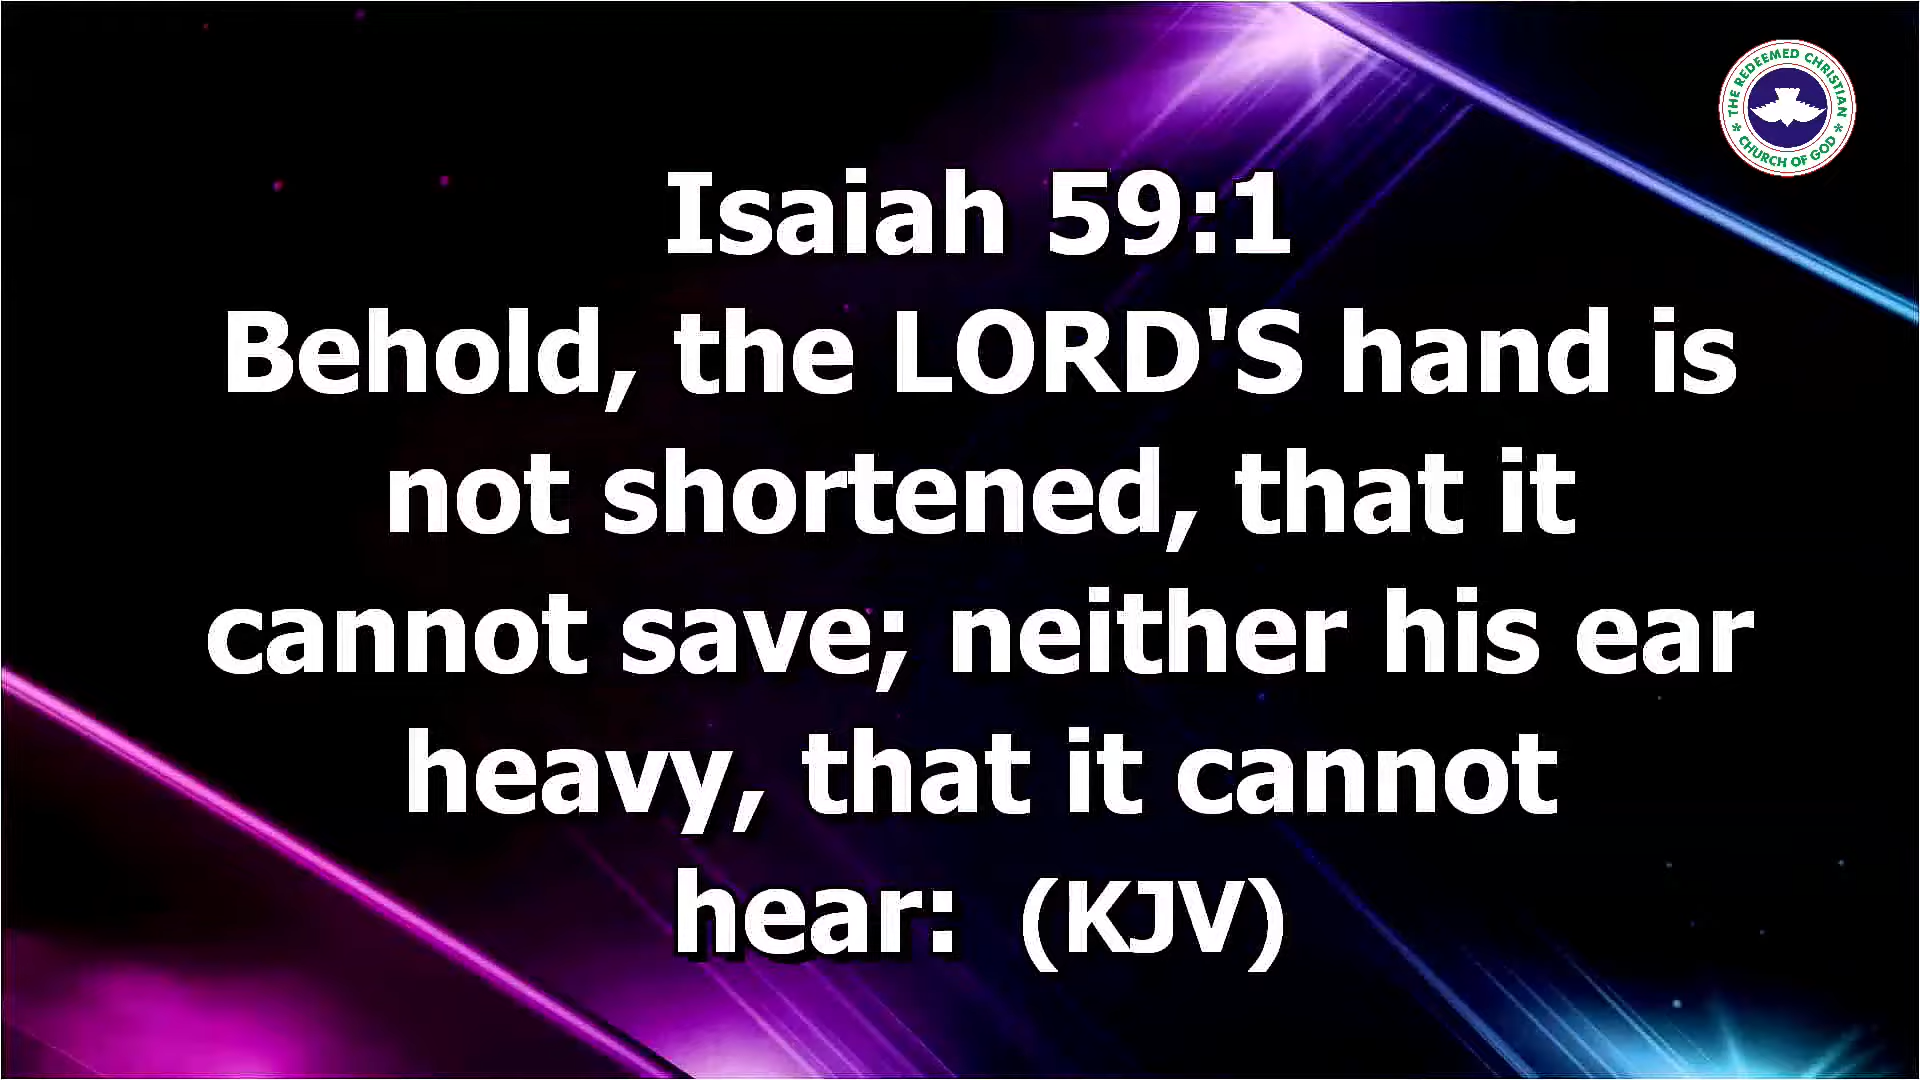 THE REDEEMED CHRISTIAN
* CHURCH OF GOD *
Isaiah 59:1
Behold, the LORD'S hand is
not shortened, that it
cannot save; neither his ear
heavy, that it cannot
hear: (KJV)